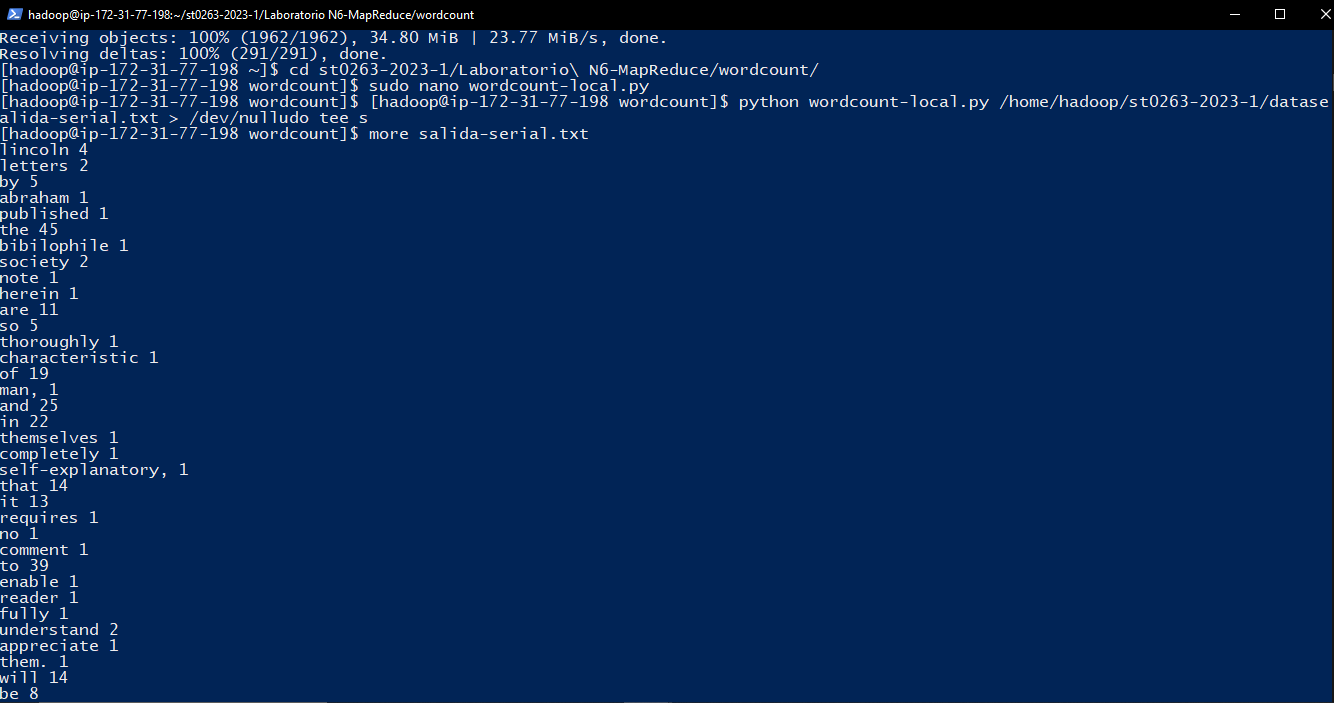 hadoop@ip-172-31-77-198:~/st0263-2023-1/Laboratorio N6-MapReduce/wordcount
Receiving objects: 100% (1962/1962), 34.80 MiB | 23.77 MiB/s, done.
Resolving deltas: 100% (291/291), done.
[hadoop@ip-172-31-77-198 ~]$ cd st0263-2023-1/Laboratorio\ N6-MapReduce/wordcount/
[hadoop@ip-172-31-77-198 wordcount]$ sudo nano wordcount-local.py
[hadoop@ip-172-31-77-198 wordcount]$ [hadoop@ip-172-31-77-198 wordcount]$ python wordcount-local.py /home/hadoop/st0263-2023-1/datase
alida-serial.txt > /dev/nulludo tee s
[hadoop@ip-172-31-77-198 wordcount]$ more salida-serial.txt
lincoln 4
letters 2
by 5
abraham 1
published 1
the 45
bibilophile 1
society 2
note 1
herein 1
are 11
so 5
thoroughly 1
characteristic 1
of 19
man, 1
and 25
in 22
themselves 1
completely 1
self-explanatory, 1
that 14
it 13
requires 1
no 1
comment 1
to 39
enable 1
reader 1
fully 1
understand 2
appreciate 1
them. 1
will 14
be 8